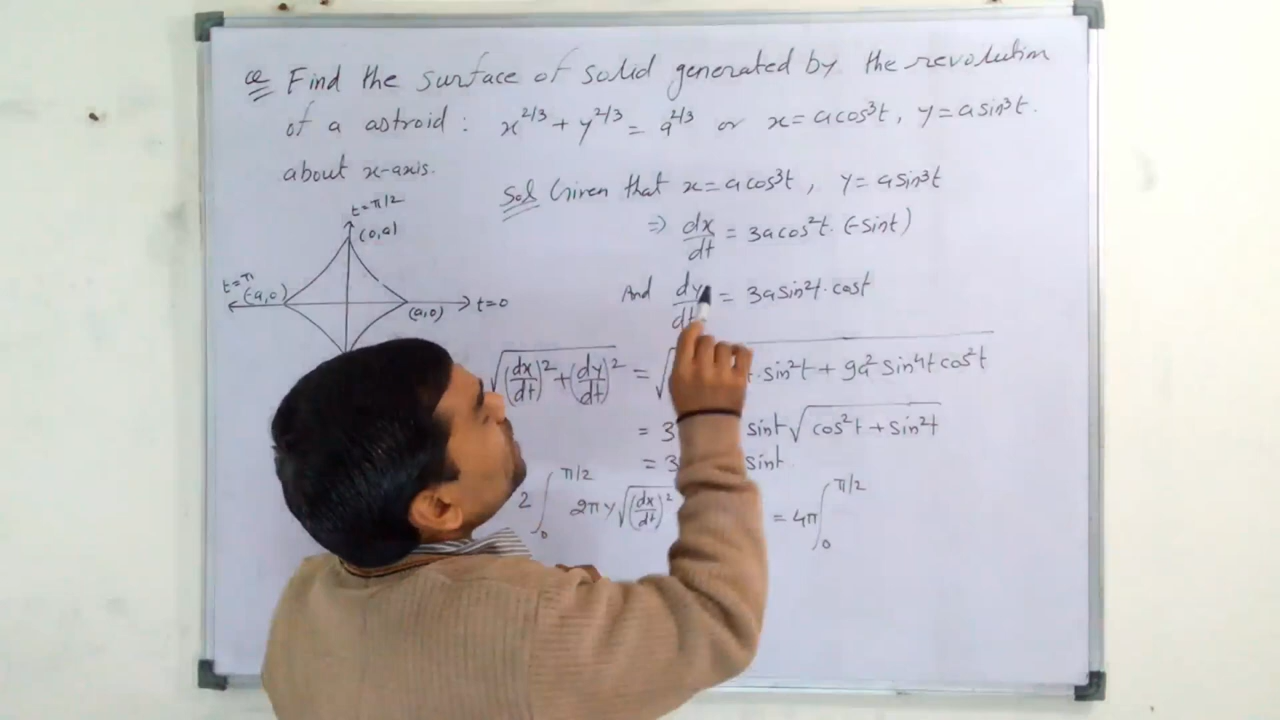 Q Find the surface of solid generated by the revolution
of a astroid : x^2/3 + y^2/3 = a^2/3 or x = a cos³t, y = a sin³t.
about x-axis.
Sol Given that x = a cos³t, y = a sin³t
⇒ dx/dt = 3a cos²t. (-sint)
And dy/dt = 3a sin²t · cost
t = π/2
(0,a)
t = π
(-a,0)
(a,0)
t = 0
√((dx/dt)² + (dy/dt)²) = √ · sin²t + 9a² sin⁴t cos²t
= 3 sint √(cos²t + sin²t)
= 3 sint
2 ∫₀^π/2 2πy √((dx/dt)² = 4π ∫₀^π/2